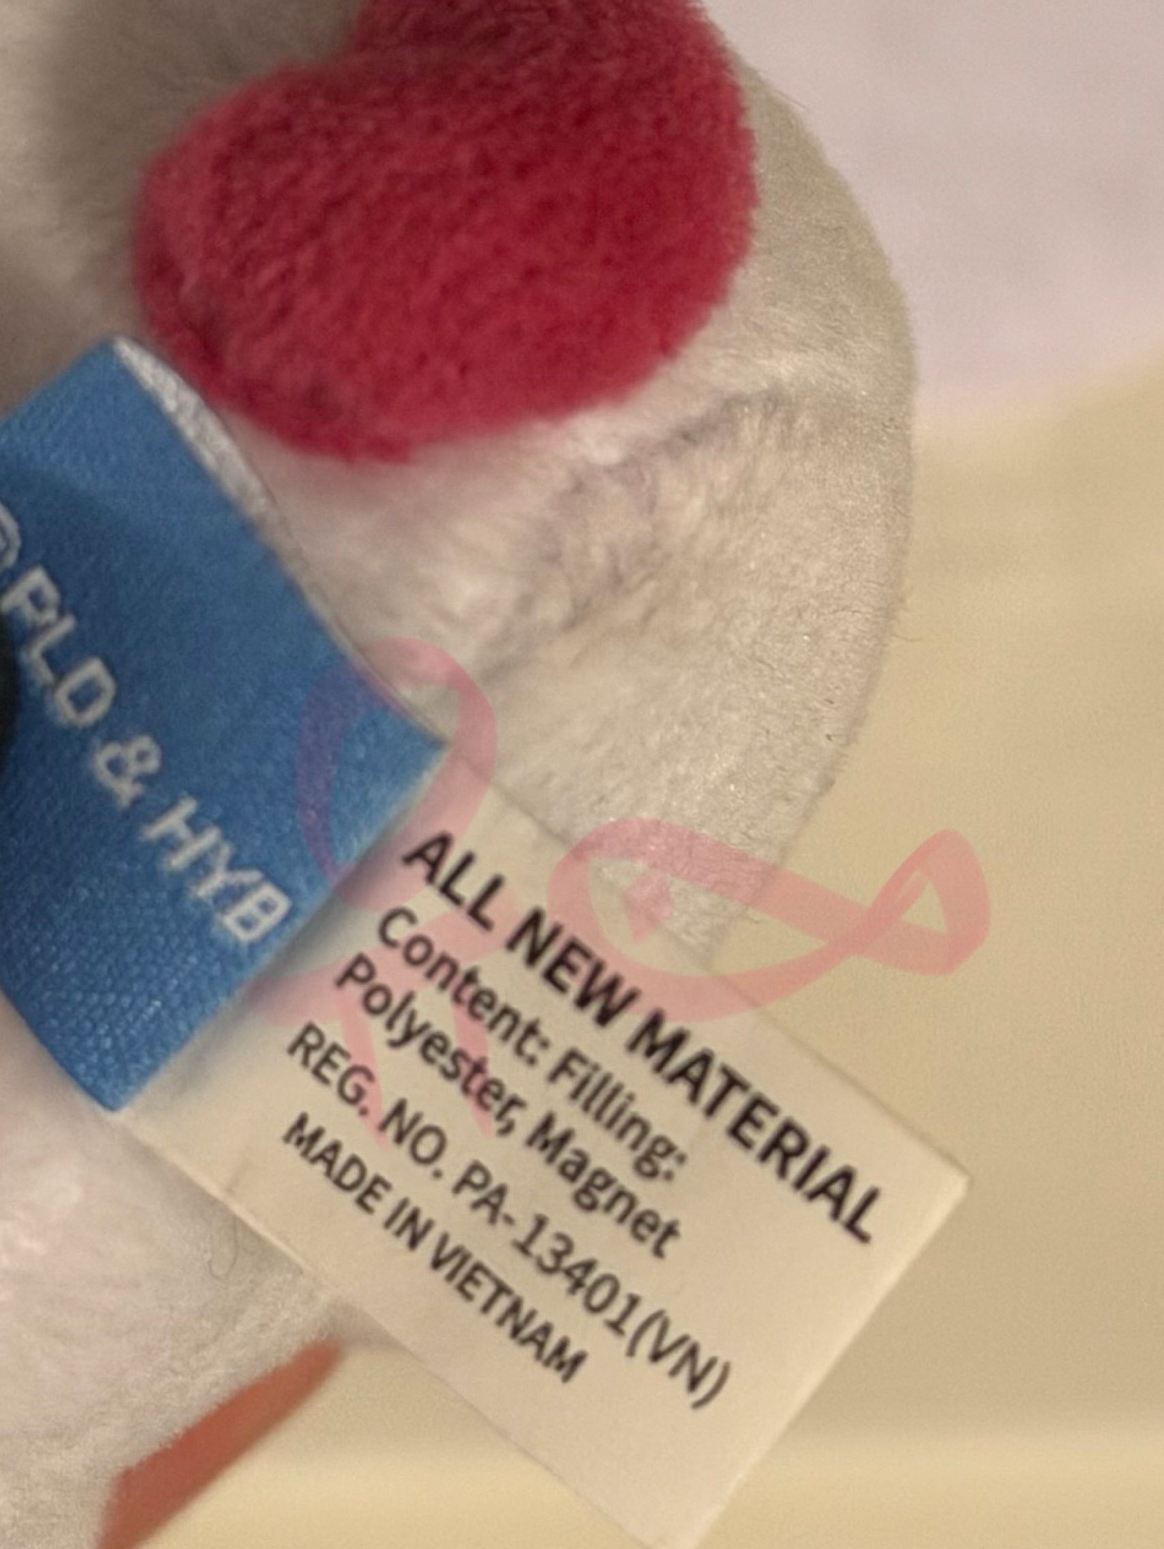 PLD & HYB
ALL NEW MATERIAL
Content: Filling:
Polyester, Magnet
REG. NO. PA-13401(VN)
MADE IN VIETNAM